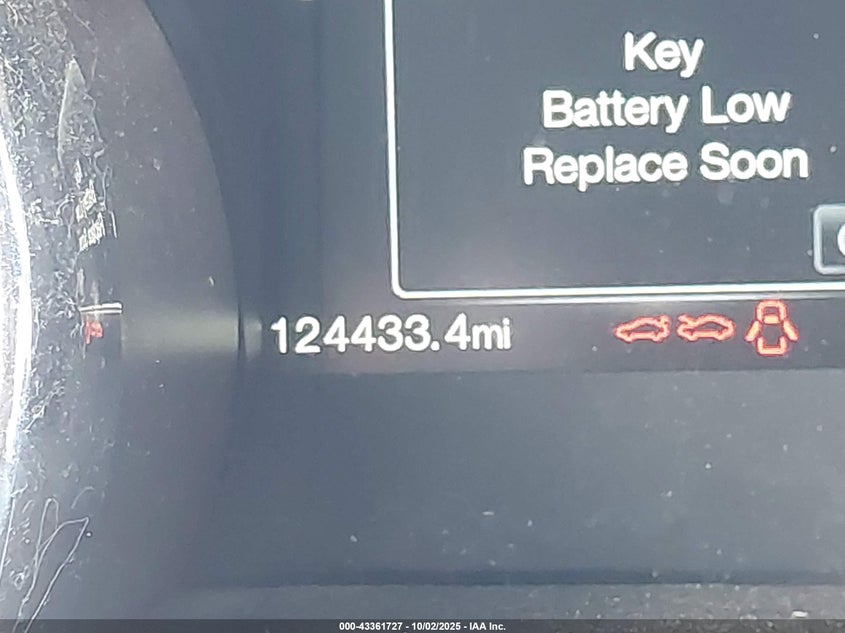 Key
Battery Low
Replace Soon
124433.4mi
000-43361727 - 10/02/2025 - IAA Inc.